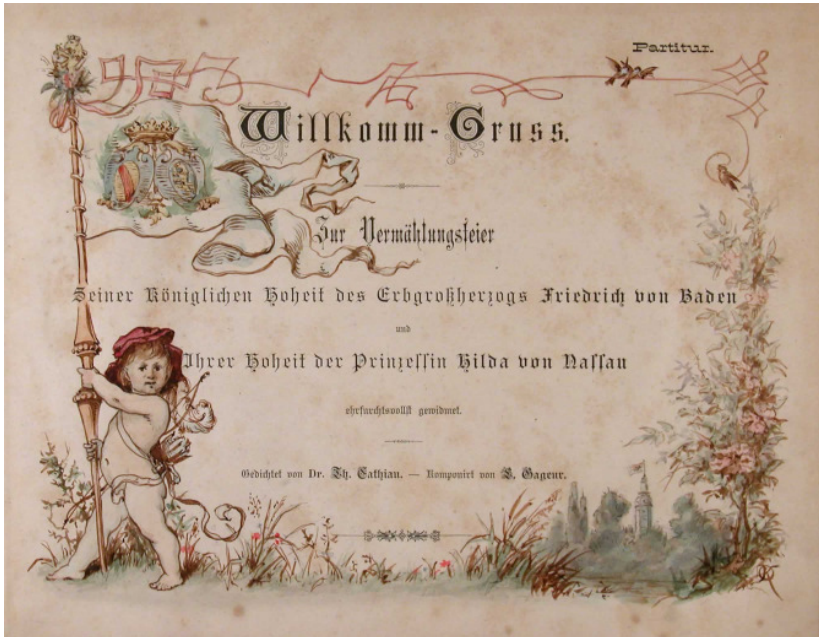 Partitur.
Willkomm-Gruss.
Zur Vermählungsfeier
Seiner Königlichen Hoheit des Erbgroßherzogs Friedrich von Baden
und
Ihrer Hoheit der Prinzessin Hilda von Nassau
ehrfurchtsvollst gewidmet.
Gedichtet von Dr. Th. Cathiau. — Komponirt von L. Gageur.